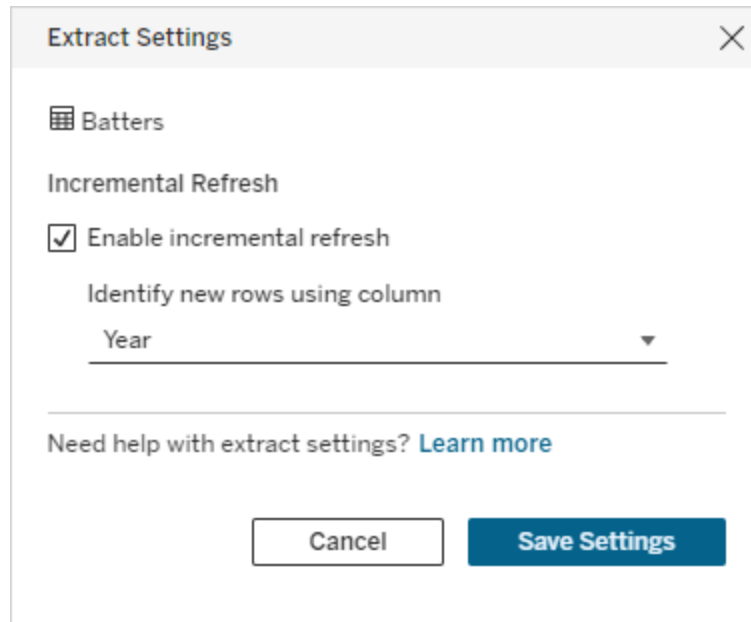 Extract Settings
Batters
Incremental Refresh
Enable incremental refresh
Identify new rows using column
Year
Need help with extract settings? Learn more
Cancel Save Settings